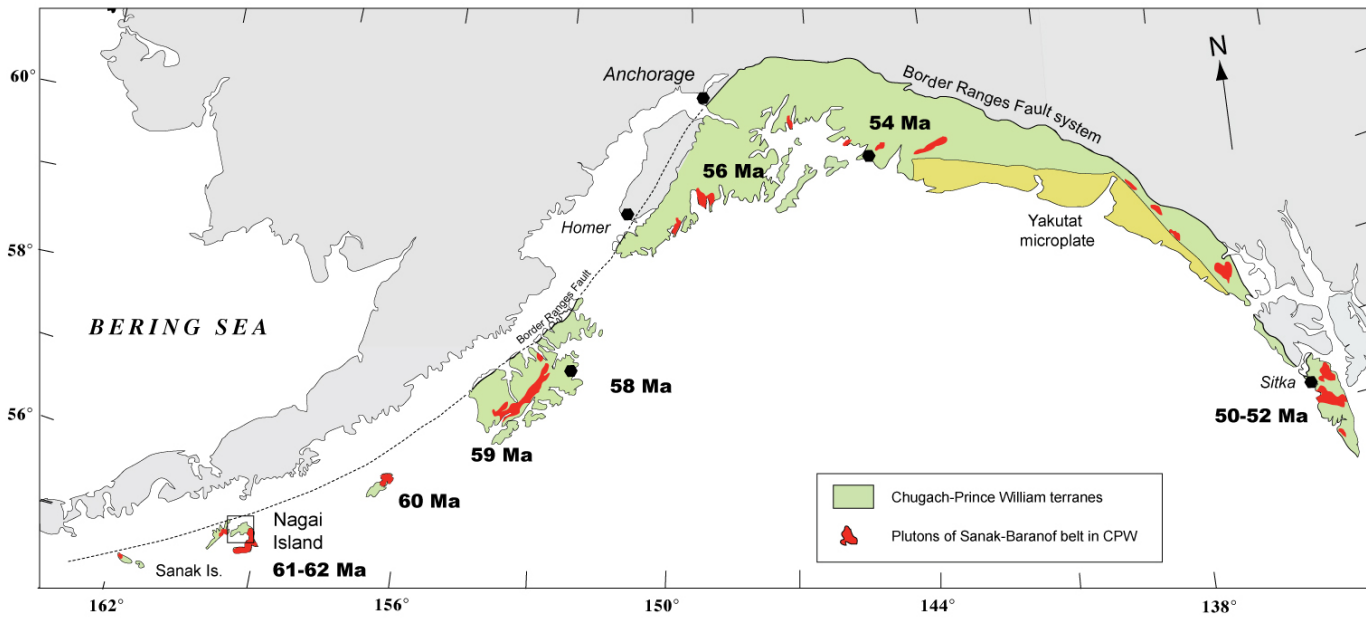 N
60°
Anchorage
Border Ranges Fault system
54 Ma
56 Ma
Yakutat
microplate
Homer
58°
Border Ranges Fault
BERING SEA
58 Ma
Sitka
56°
50-52 Ma
59 Ma
60 Ma
Chugach-Prince William terranes
Nagai
Island
Plutons of Sanak-Baranof belt in CPW
Sanak Is.
61-62 Ma
162°
156°
150°
144°
138°